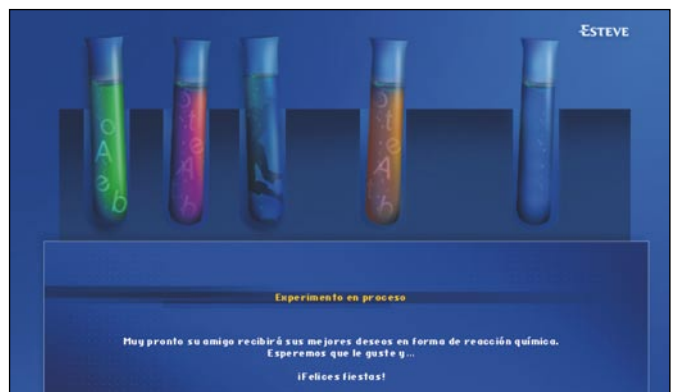 ESTEVE
o
A
e
b
o
t
e
A
b
o
t
e
A
b
Experimento en proceso
Muy pronto su amigo recibirá sus mejores deseos en forma de reacción química.
Esperemos que le guste y...
¡Felices fiestas!